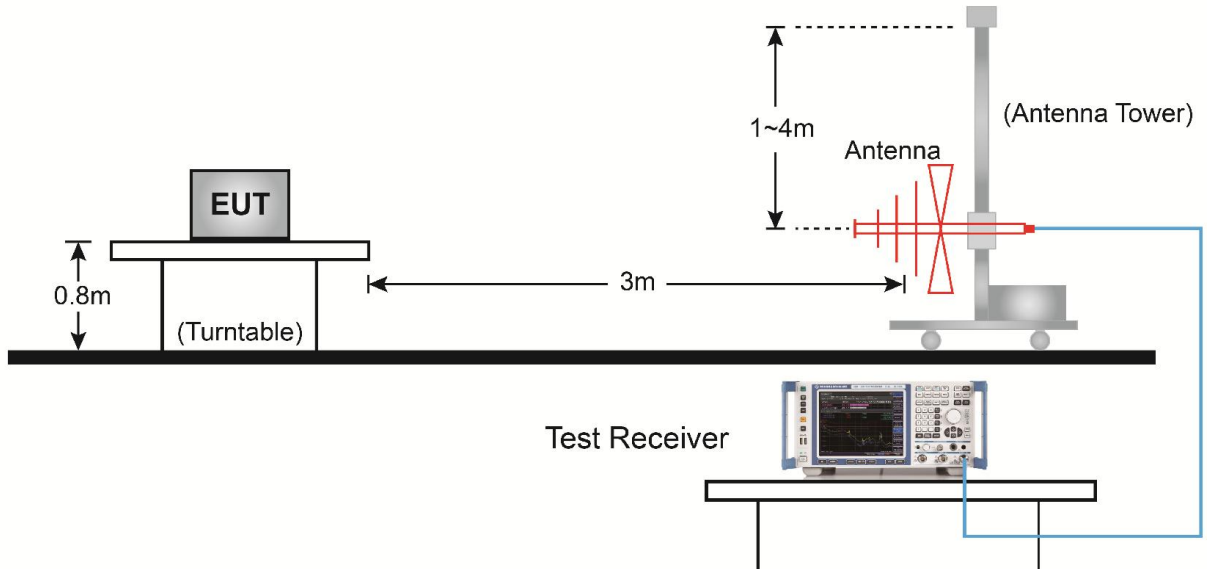 1~4m
(Antenna Tower)
Antenna
EUT
0.8m
3m
(Turntable)
Test Receiver